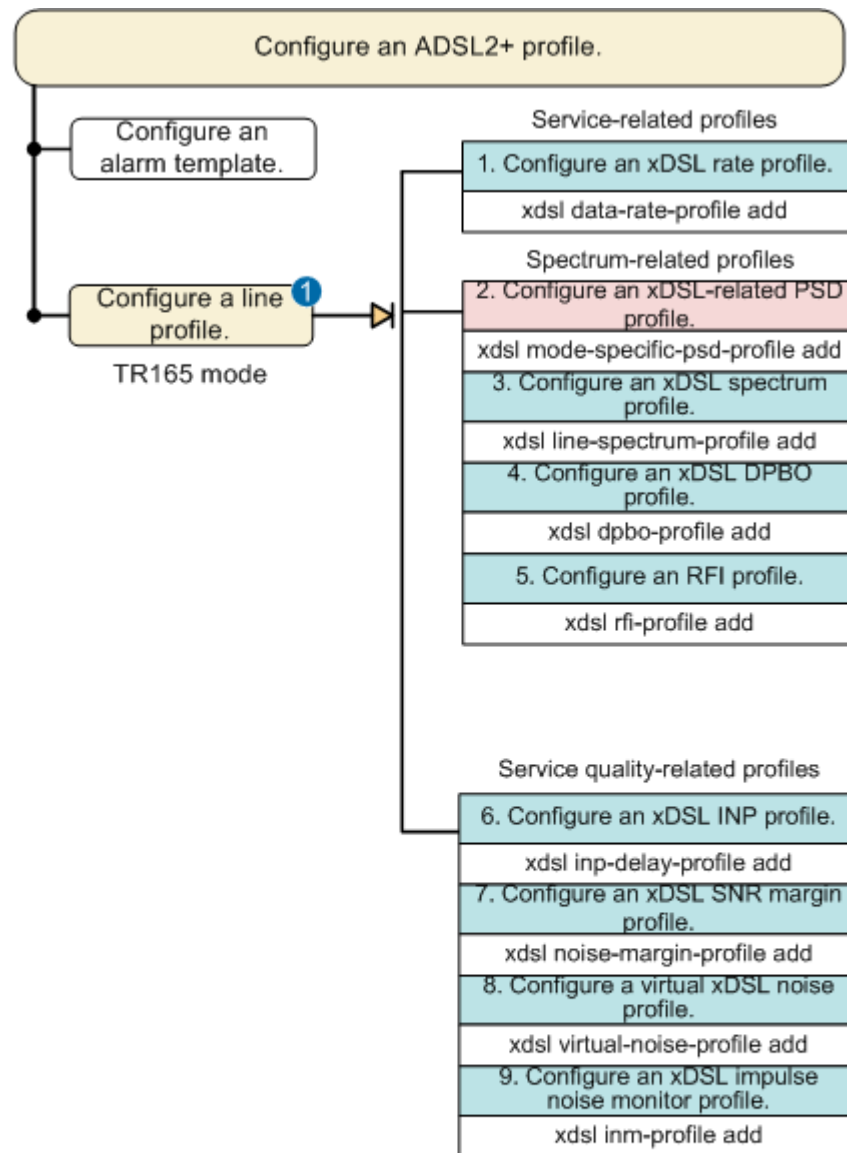 Configure an ADSL2+ profile.
Configure an
alarm template.
Configure a line
profile.
1
TR165 mode
Service-related profiles
1. Configure an xDSL rate profile.
xdsl data-rate-profile add
Spectrum-related profiles
2. Configure an xDSL-related PSD
profile.
xdsl mode-specific-psd-profile add
3. Configure an xDSL spectrum
profile.
xdsl line-spectrum-profile add
4. Configure an xDSL DPBO
profile.
xdsl dpbo-profile add
5. Configure an RFI profile.
xdsl rfi-profile add
Service quality-related profiles
6. Configure an xDSL INP profile.
xdsl inp-delay-profile add
7. Configure an xDSL SNR margin
profile.
xdsl noise-margin-profile add
8. Configure a virtual xDSL noise
profile.
xdsl virtual-noise-profile add
9. Configure an xDSL impulse
noise monitor profile.
xdsl inm-profile add